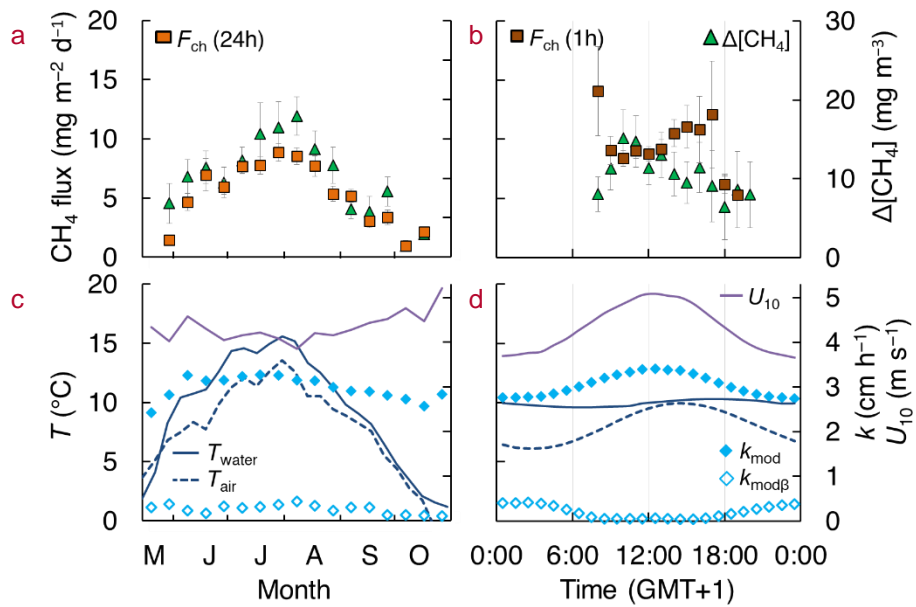 a
F_ch (24h)
b
F_ch (1h)
Δ[CH₄]
CH₄ flux (mg m⁻² d⁻¹)
20
15
10
5
0
30
20
10
0
Δ[CH₄] (mg m⁻³)
c
d
U₁₀
T (°C)
20
15
10
5
0
T_water
T_air
k_mod
k_modβ
5
4
3
2
1
0
k (cm h⁻¹)
U₁₀ (m s⁻¹)
M J J A S O
Month
0:00 6:00 12:00 18:00 0:00
Time (GMT+1)